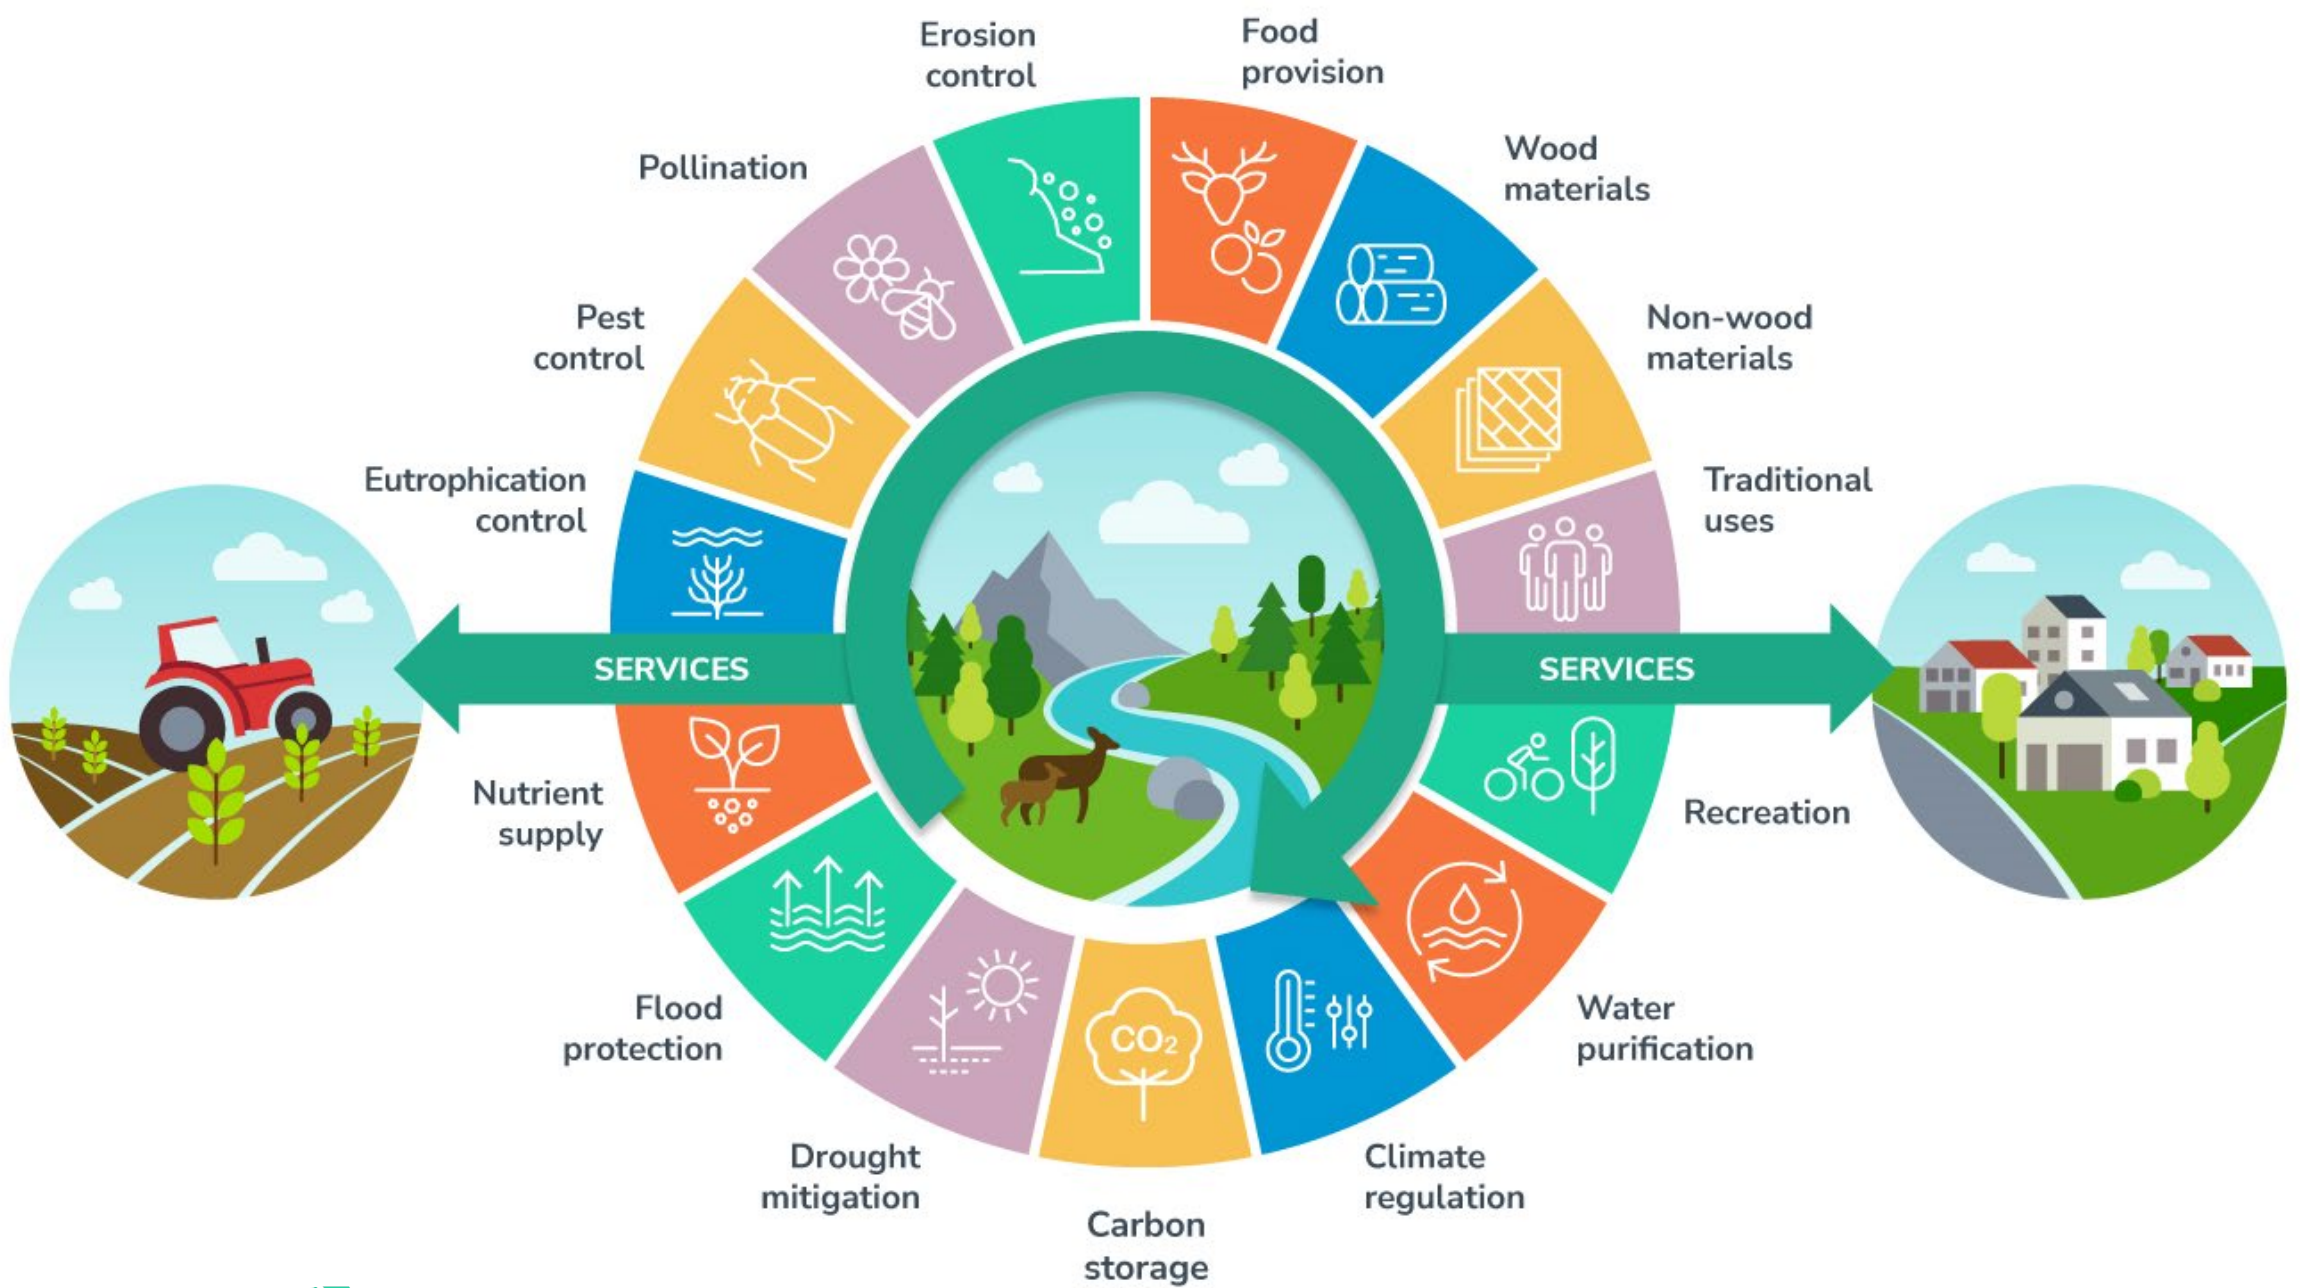 Erosion
control
Food
provision
Wood
materials
Non-wood
materials
Traditional
uses
SERVICES
Recreation
Water
purification
Climate
regulation
CO₂
Carbon
storage
Drought
mitigation
Flood
protection
Nutrient
supply
SERVICES
Eutrophication
control
Pest
control
Pollination